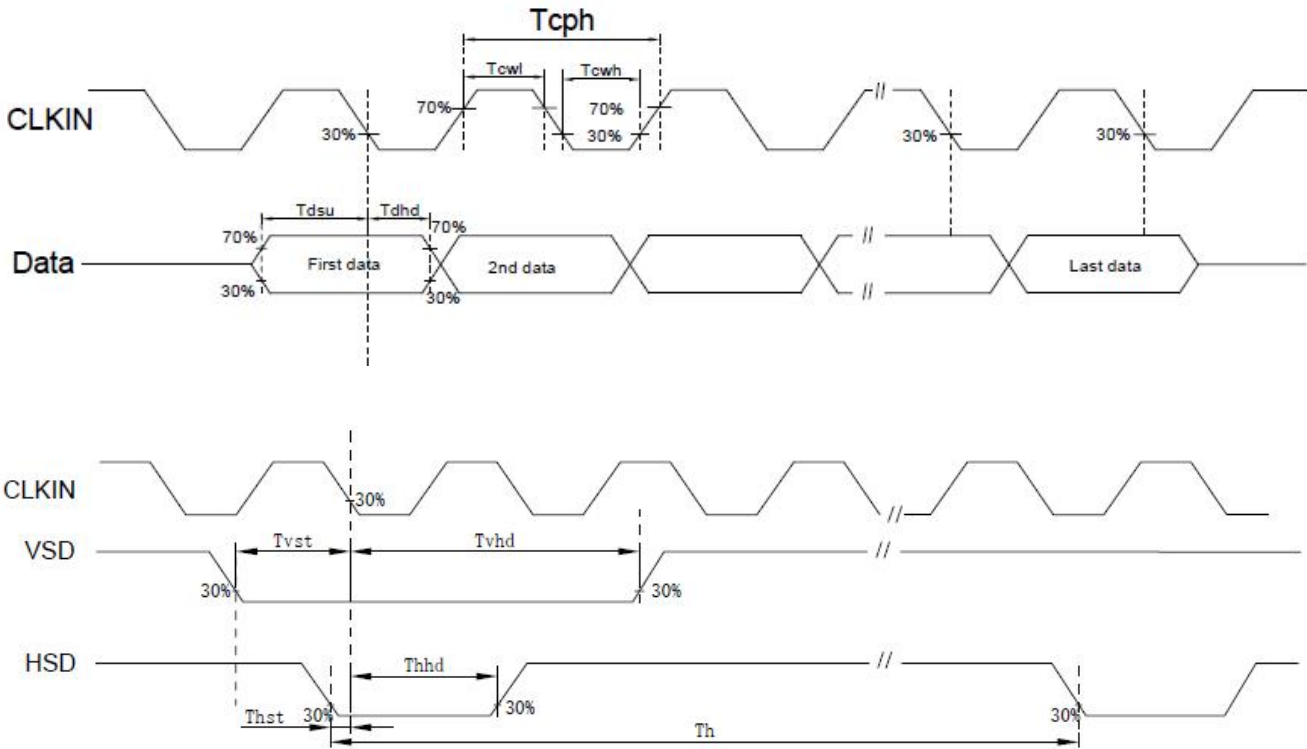 Tcph
Tcwl
Tcwh
CLKIN
70%
70%
30%
30%
30%
30%
Tdsu
Tdhd
70%
70%
Data
First data
2nd data
//
//
//
Last data
30%
30%
CLKIN
30%
//
VSD
Tvst
Tvhd
//
30%
30%
HSD
Thhd
//
Thst
30%
30%
30%
Th